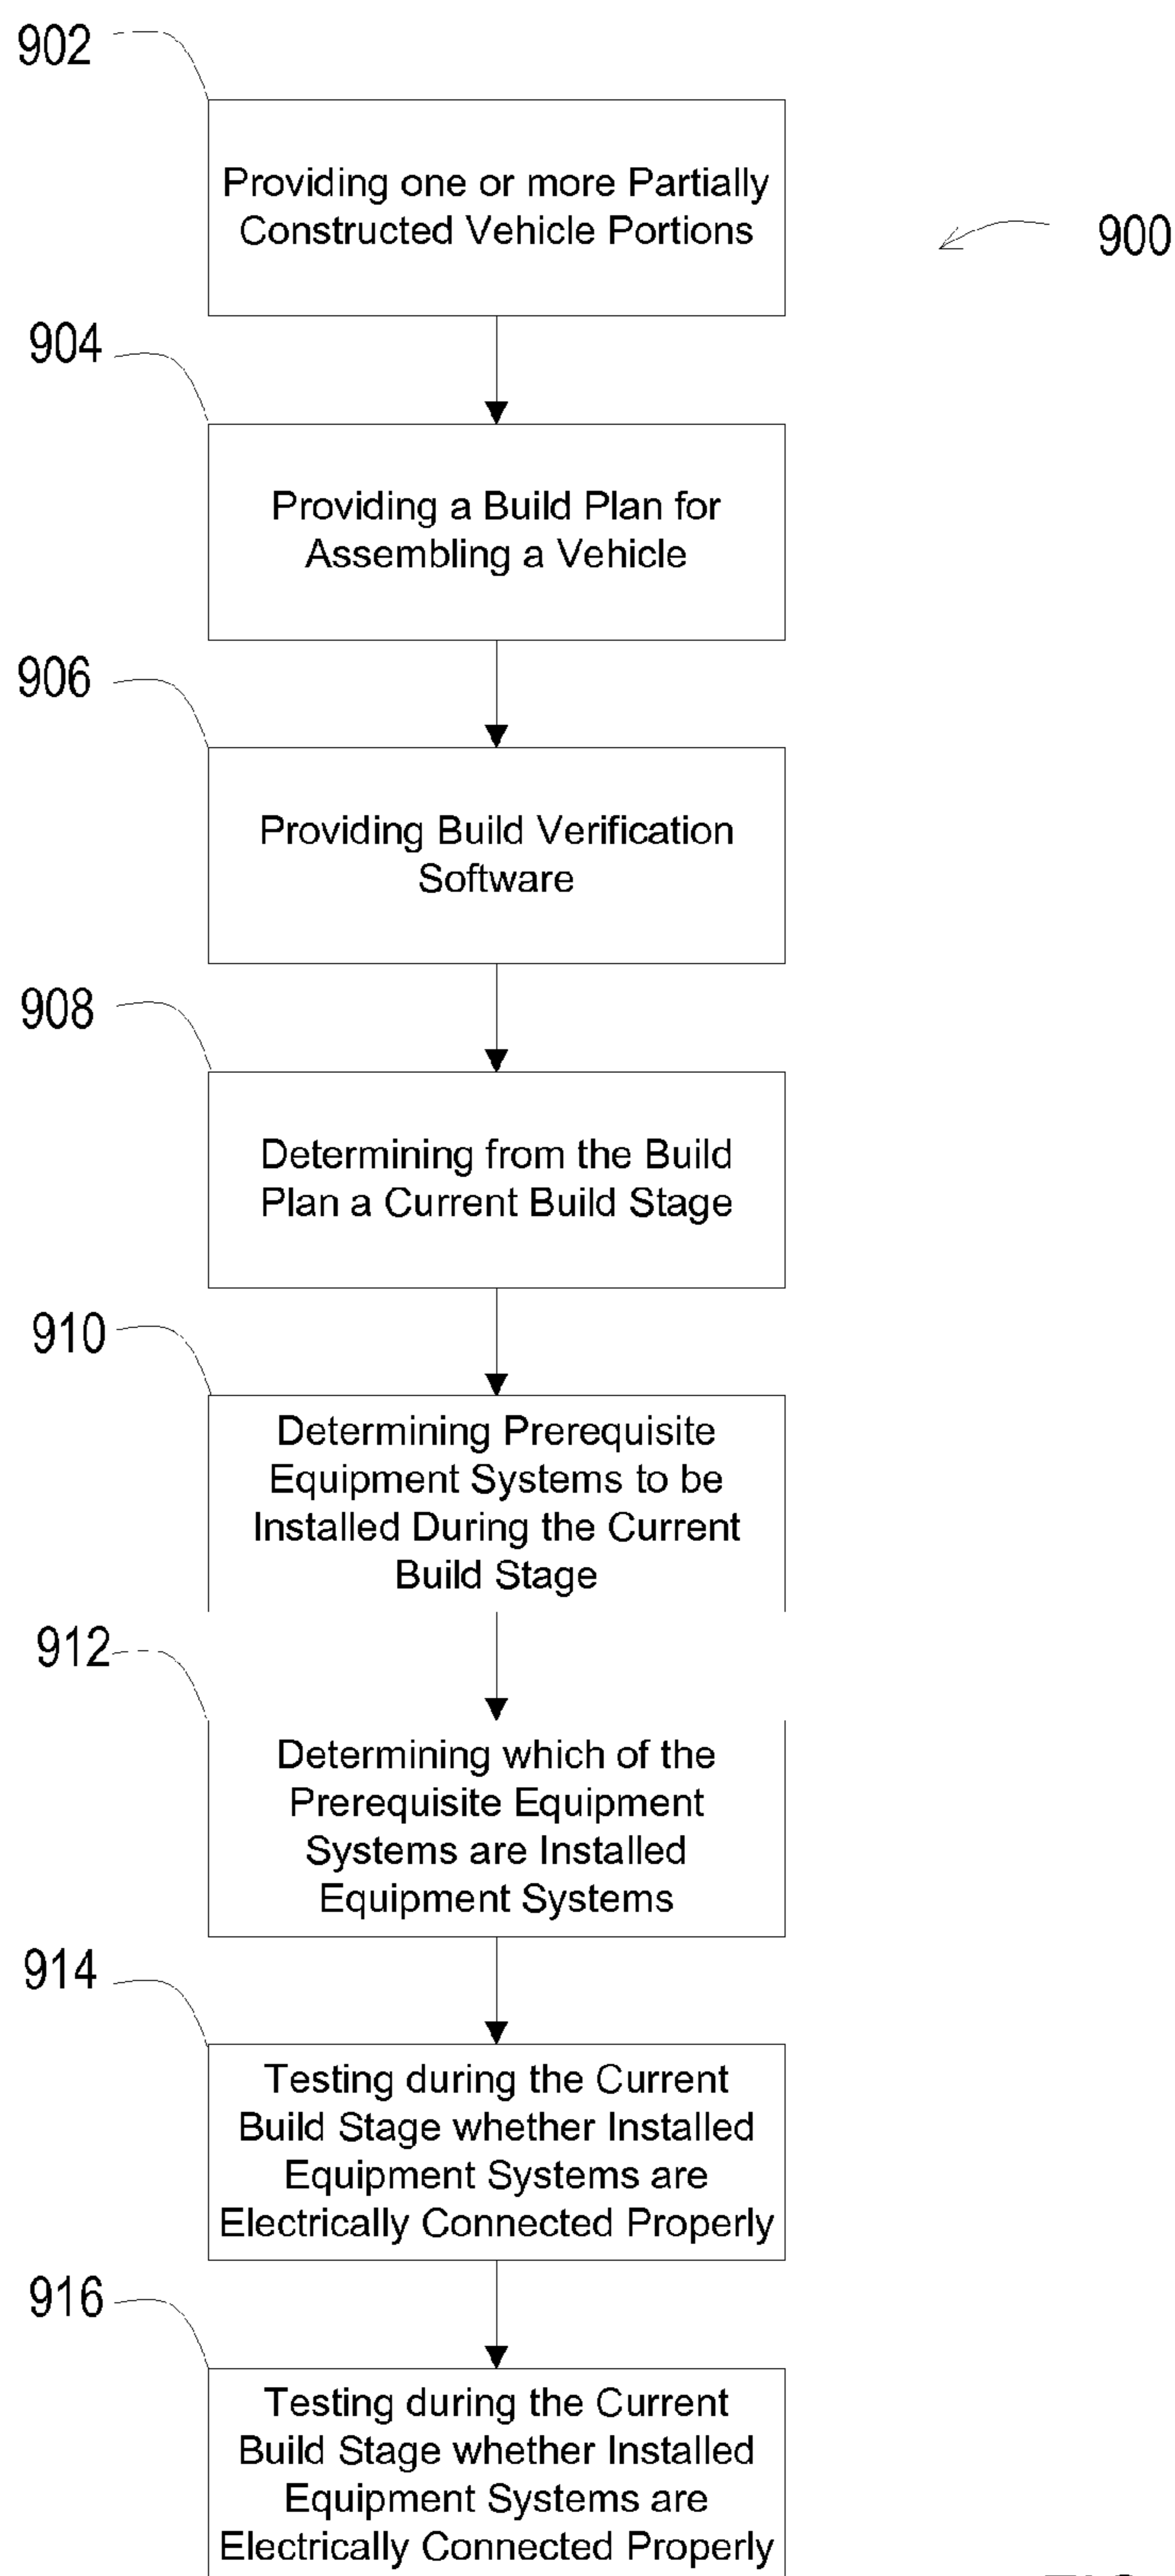 902
Providing one or more Partially
Constructed Vehicle Portions
900
904
Providing a Build Plan for
Assembling a Vehicle
906
Providing Build Verification
Software
908
Determining from the Build
Plan a Current Build Stage
910
Determining Prerequisite
Equipment Systems to be
Installed During the Current
Build Stage
912
Determining which of the
Prerequisite Equipment
Systems are Installed
Equipment Systems
914
Testing during the Current
Build Stage whether Installed
Equipment Systems are
Electrically Connected Properly
916
Testing during the Current
Build Stage whether Installed
Equipment Systems are
Electrically Connected Properly